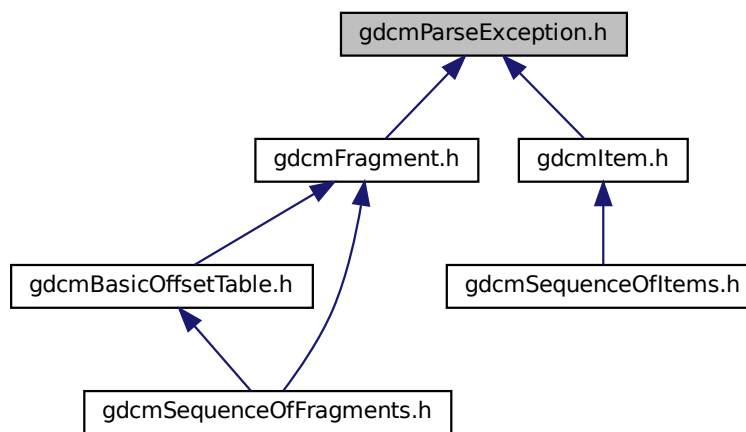 gdcmParseException.h
gdcmFragment.h
gdcmItem.h
gdcmBasicOffsetTable.h
gdcmSequenceOfItems.h
gdcmSequenceOfFragments.h